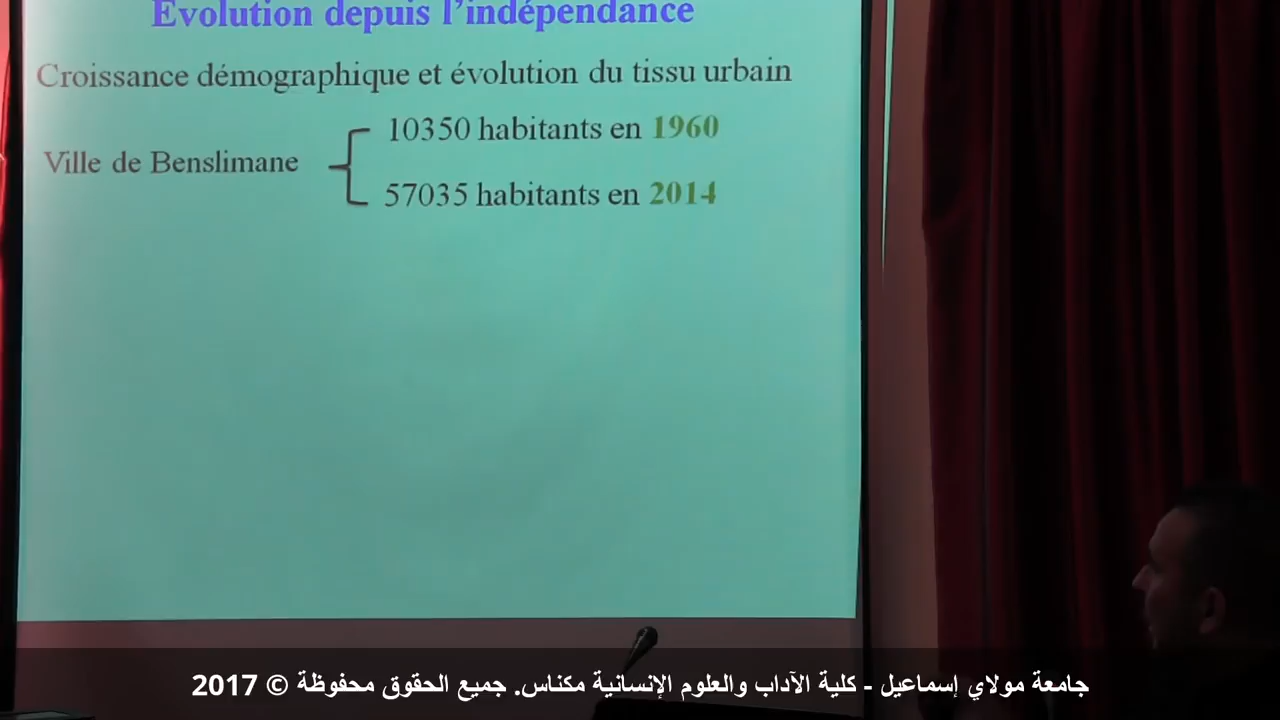 Evolution depuis l'indépendance
Croissance démographique et évolution du tissu urbain
10350 habitants en 1960
Ville de Benslimane
57035 habitants en 2014
جامعة مولاي إسماعيل - كلية الآداب والعلوم الإنسانية مكناس. جميع الحقوق محفوظة © 2017